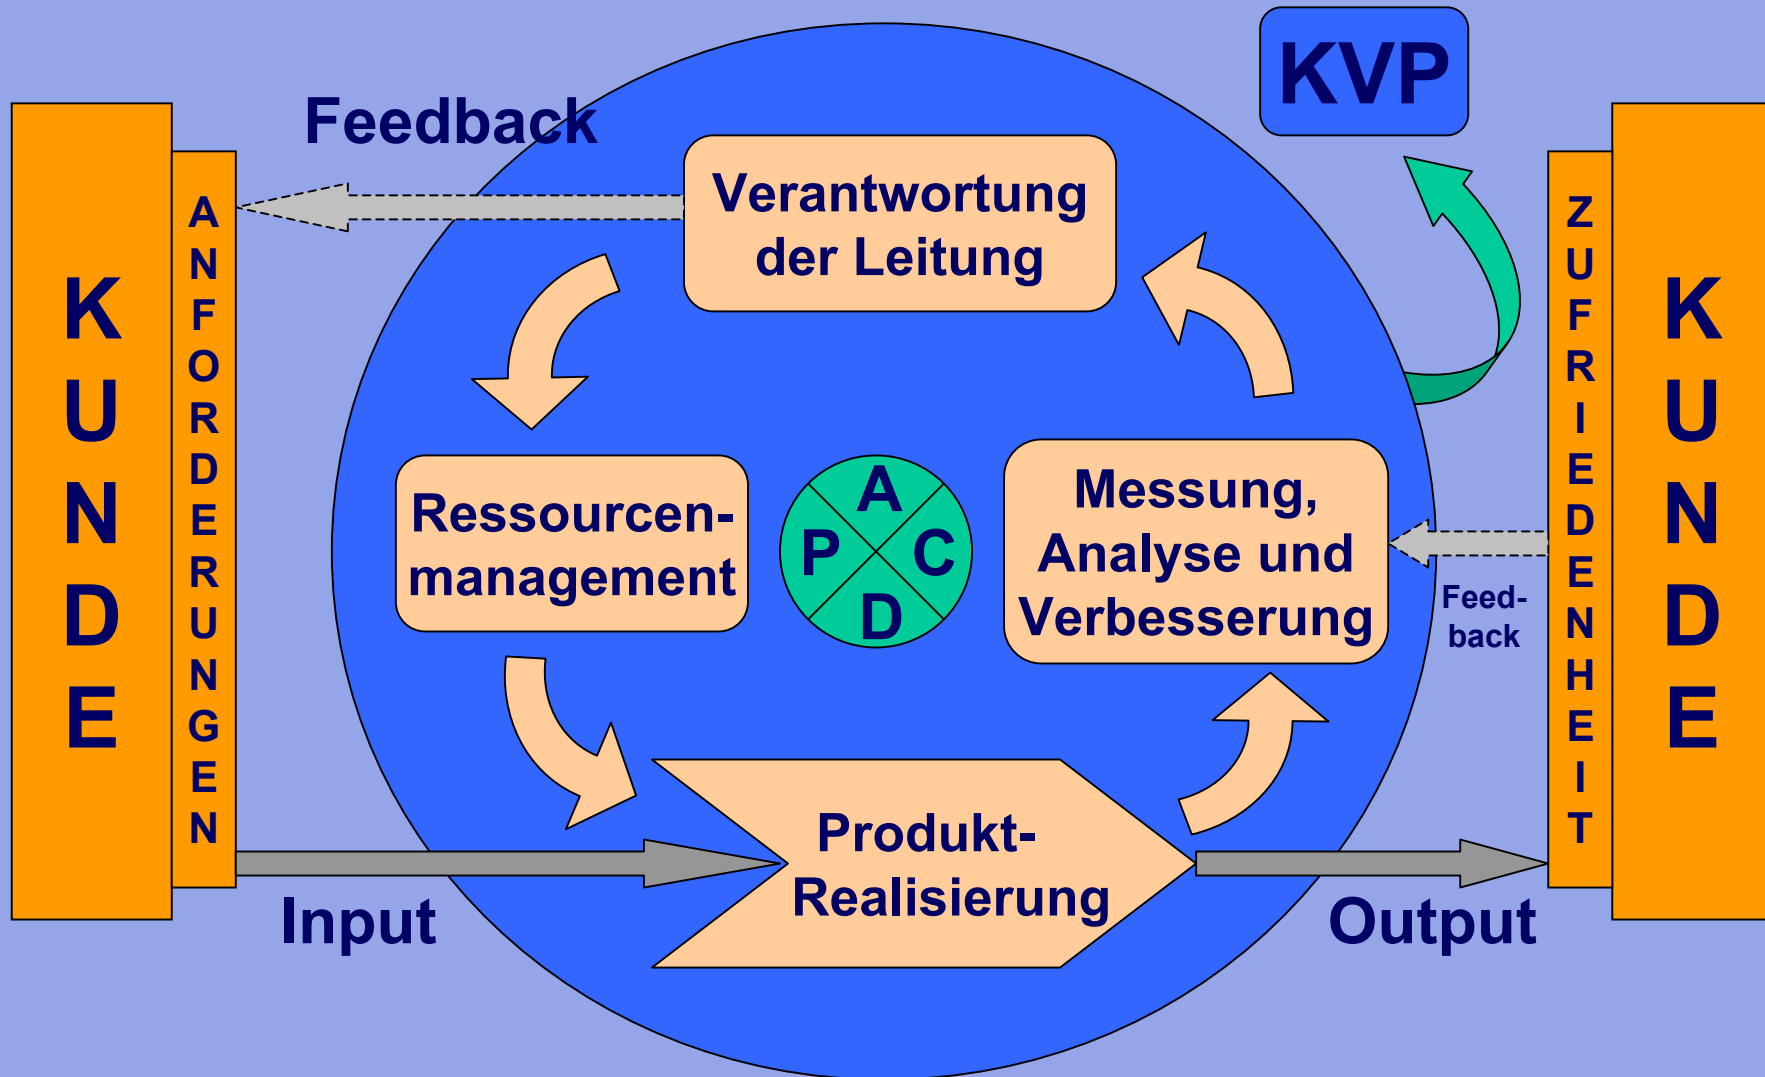 KVP
Feedback
KUNDE
ANFORDERUNGEN
Verantwortung
der Leitung
ZUFRIEDENHEIT
KUNDE
Ressourcen-
management
A
P
C
D
Messung,
Analyse und
Verbesserung
Feed-
back
Produkt-
Realisierung
Input
Output